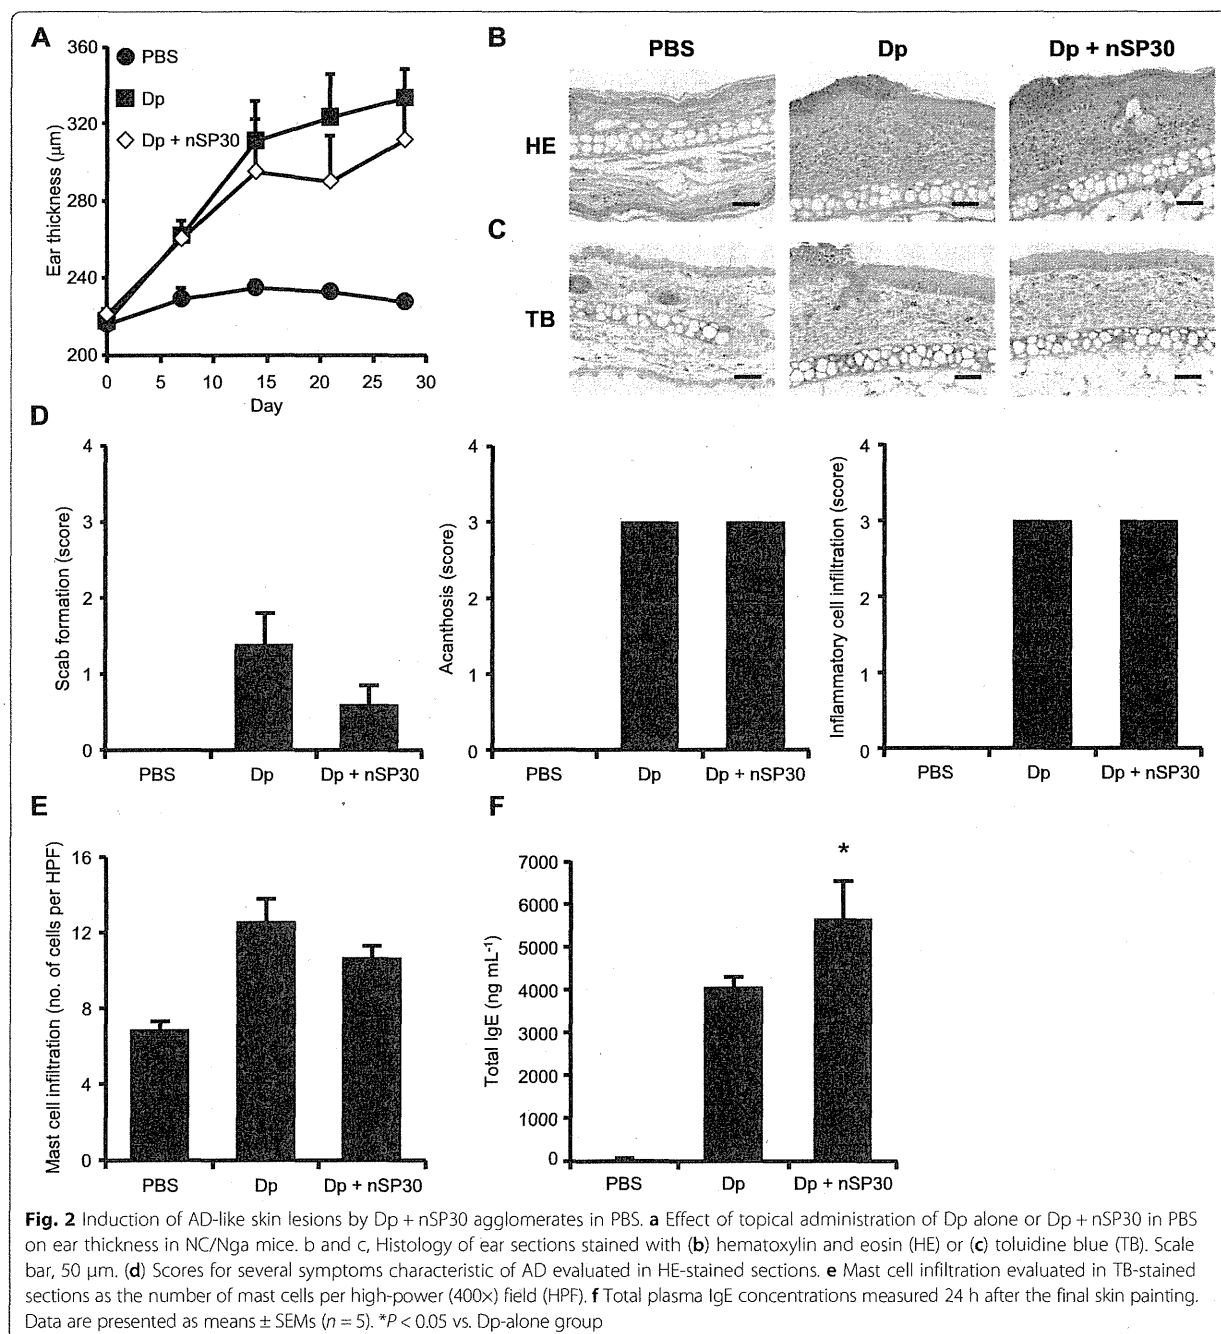 A
360
320
280
240
200
Ear thickness (μm)
PBS
Dp
Dp + nSP30
0 5 10 15 20 25 30
Day
B
PBS Dp Dp + nSP30
HE
C
TB
D
4
3
2
1
0
Scab formation (score)
PBS Dp Dp + nSP30
4
3
2
1
0
Acanthosis (score)
PBS Dp Dp + nSP30
4
3
2
1
0
Inflammatory cell infiltration (score)
PBS Dp Dp + nSP30
E
16
12
8
4
0
Mast cell infiltration (no. of cells per HPF)
PBS Dp Dp + nSP30
F
*
7000
6000
5000
4000
3000
2000
1000
0
Total IgE (ng mL⁻¹)
PBS Dp Dp + nSP30
Fig. 2 Induction of AD-like skin lesions by Dp + nSP30 agglomerates in PBS. a Effect of topical administration of Dp alone or Dp + nSP30 in PBS
on ear thickness in NC/Nga mice. b and c, Histology of ear sections stained with (b) hematoxylin and eosin (HE) or (c) toluidine blue (TB). Scale
bar, 50 μm. (d) Scores for several symptoms characteristic of AD evaluated in HE-stained sections. e Mast cell infiltration evaluated in TB-stained
sections as the number of mast cells per high-power (400×) field (HPF). f Total plasma IgE concentrations measured 24 h after the final skin painting.
Data are presented as means ± SEMs (n = 5). *P < 0.05 vs. Dp-alone group